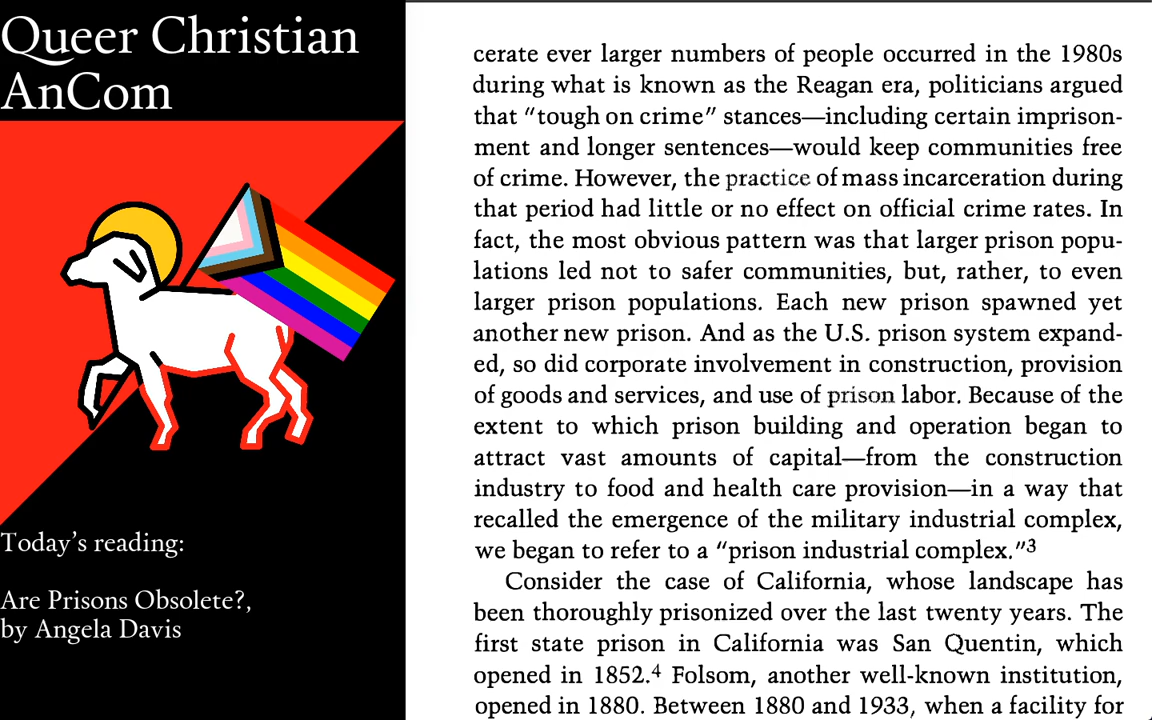 Queer Christian
AnCom
Today's reading:
Are Prisons Obsolete?,
by Angela Davis
cerate ever larger numbers of people occurred in the 1980s
during what is known as the Reagan era, politicians argued
that "tough on crime" stances—including certain imprison-
ment and longer sentences—would keep communities free
of crime. However, the practice of mass incarceration during
that period had little or no effect on official crime rates. In
fact, the most obvious pattern was that larger prison popu-
lations led not to safer communities, but, rather, to even
larger prison populations. Each new prison spawned yet
another new prison. And as the U.S. prison system expand-
ed, so did corporate involvement in construction, provision
of goods and services, and use of prison labor. Because of the
extent to which prison building and operation began to
attract vast amounts of capital—from the construction
industry to food and health care provision—in a way that
recalled the emergence of the military industrial complex,
we began to refer to a "prison industrial complex."3
Consider the case of California, whose landscape has
been thoroughly prisonized over the last twenty years. The
first state prison in California was San Quentin, which
opened in 1852.4 Folsom, another well-known institution,
opened in 1880. Between 1880 and 1933, when a facility for